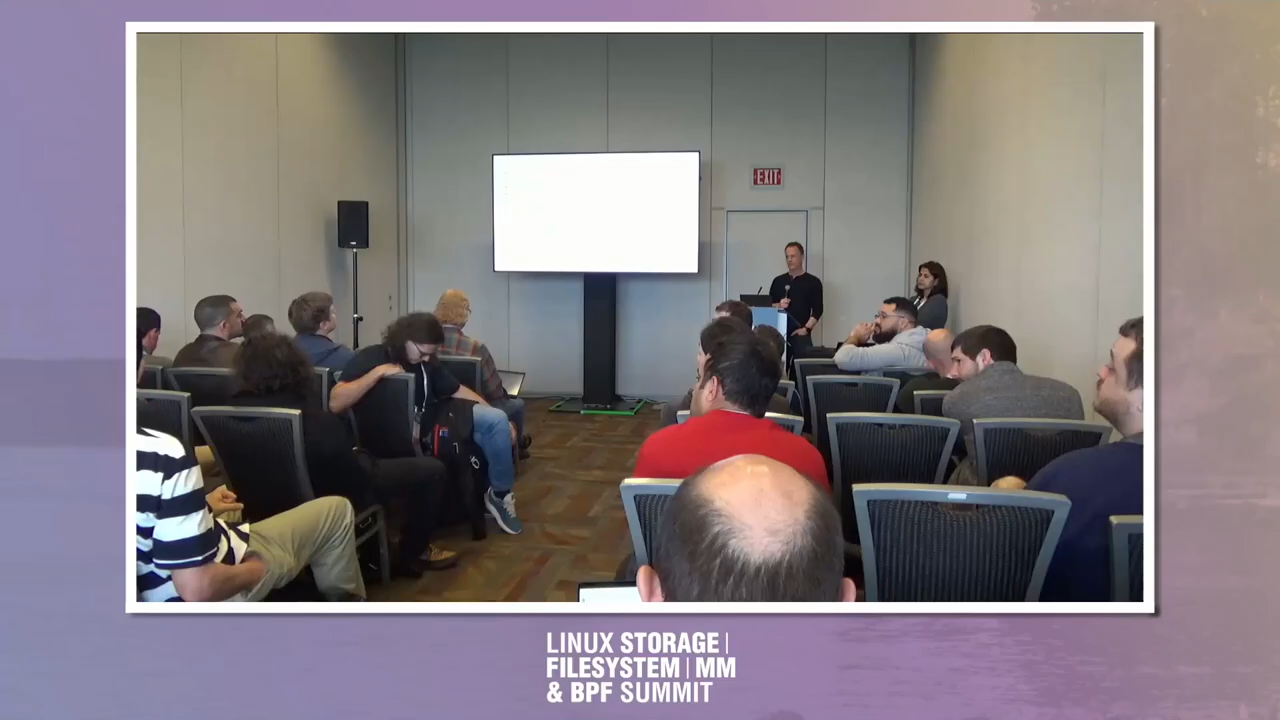 EXIT
LINUX STORAGE |
FILESYSTEM | MM
& BPF SUMMIT